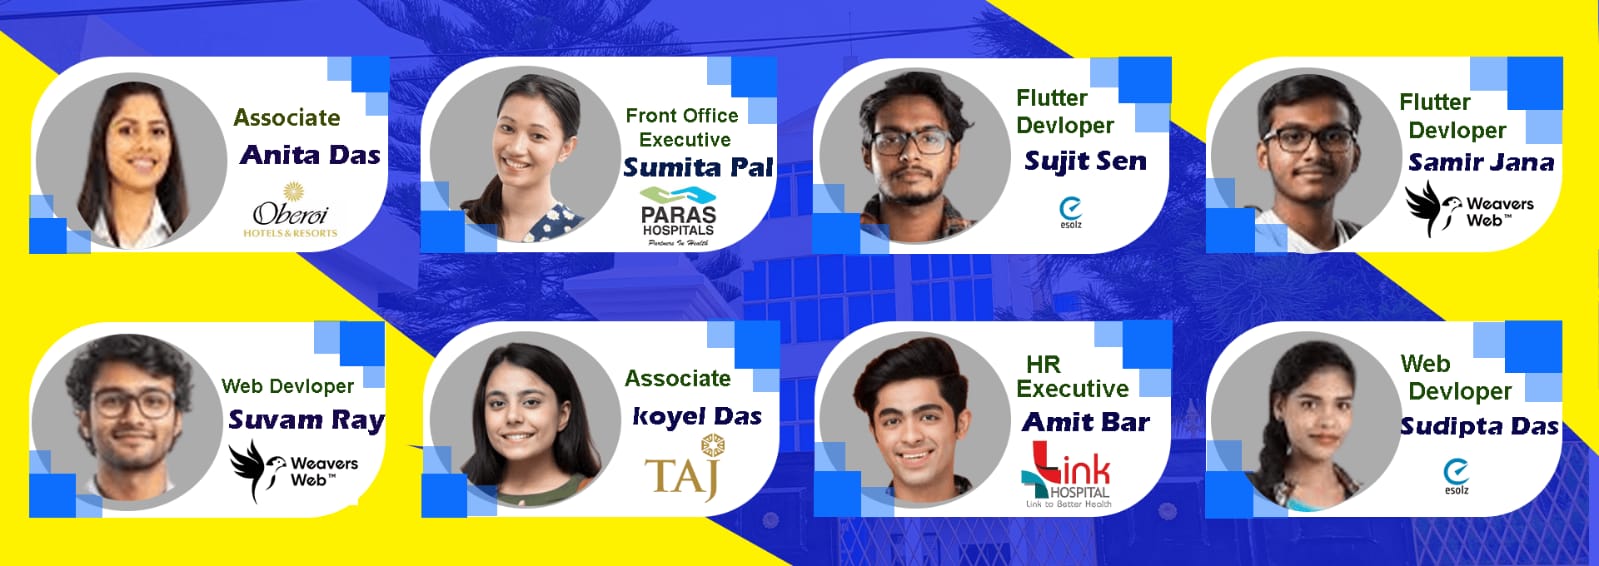 Associate
Anita Das
Oberoi
HOTELS & RESORTS
Front Office
Executive
Sumita Pal
PARAS
HOSPITALS
Partners In Health
Flutter
Devloper
Sujit Sen
esolz
Flutter
Devloper
Samir Jana
Weavers
Web™
Web Devloper
Suvam Ray
Weavers
Web™
Associate
koyel Das
TAJ
HR
Executive
Amit Bar
Link
HOSPITAL
Link to Better Health
Web
Devloper
Sudipta Das
esolz